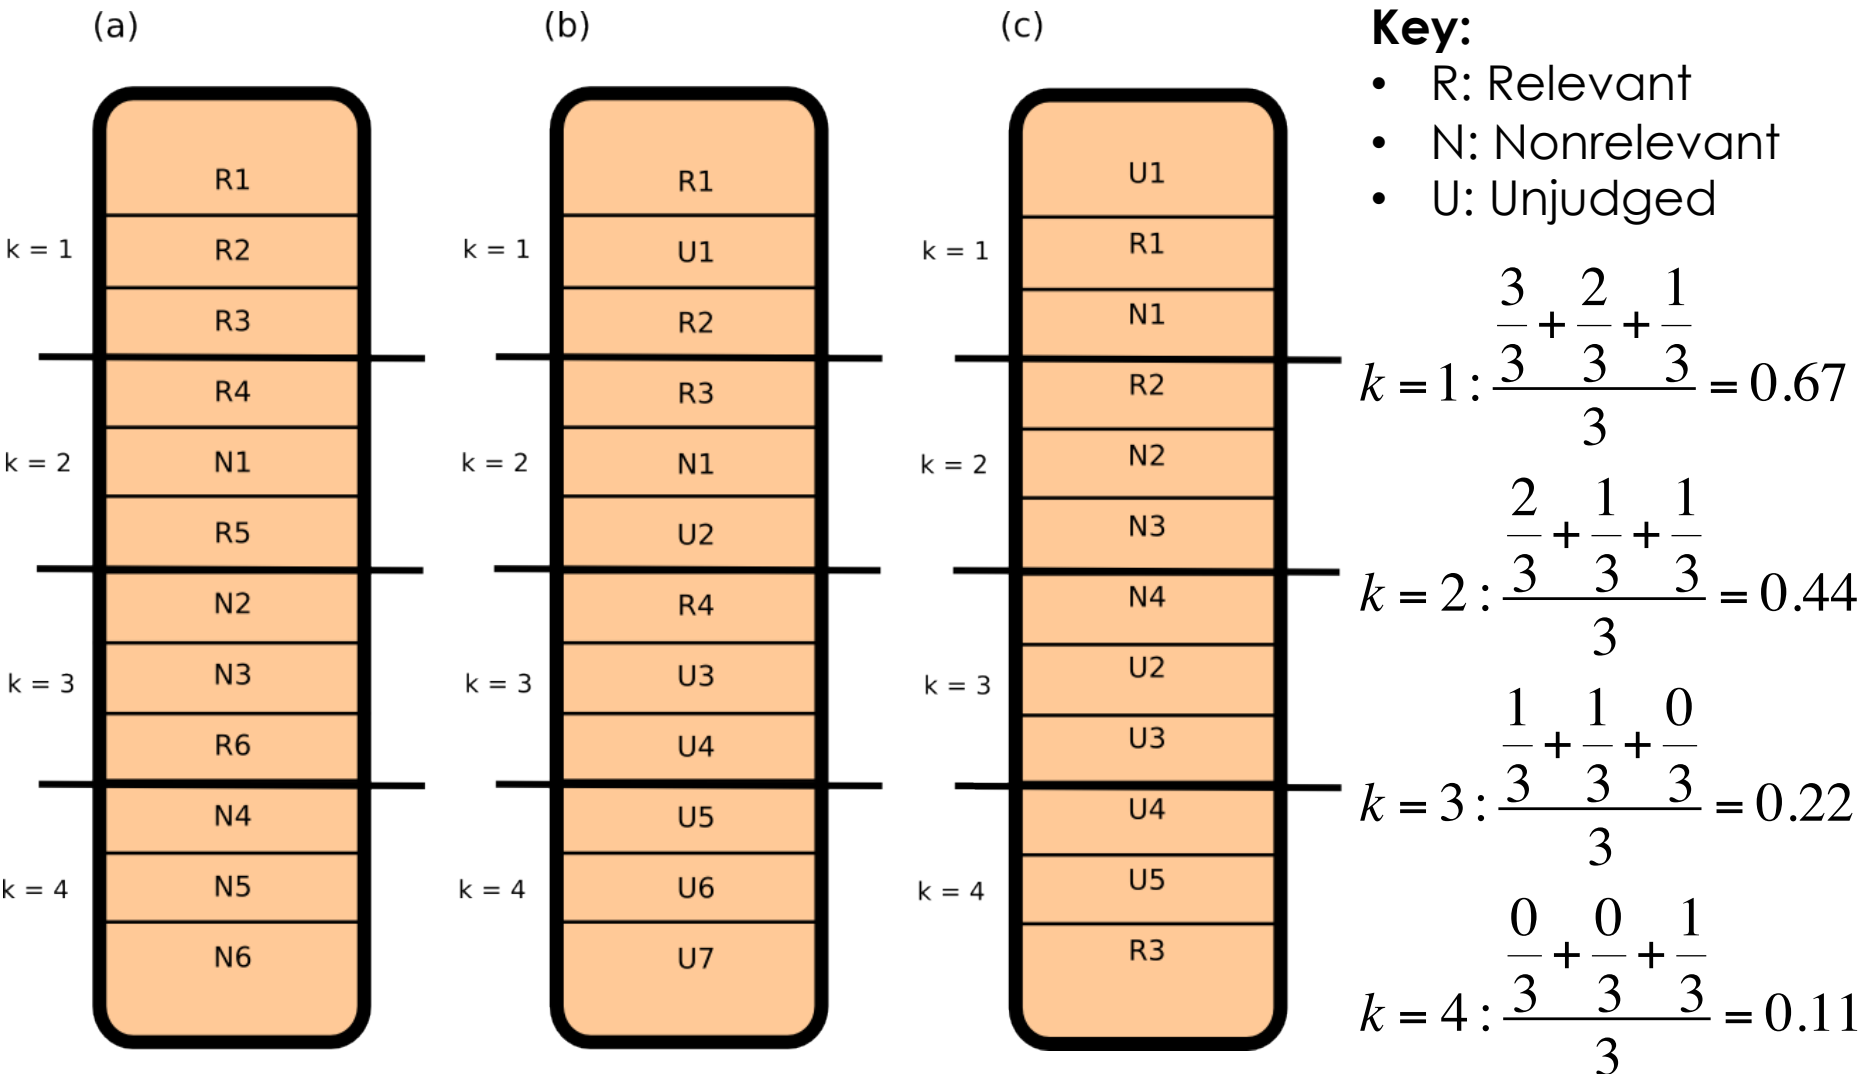 (a)
R1
k = 1
R2
R3
R4
k = 2
N1
R5
N2
k = 3
N3
R6
N4
k = 4
N5
N6
(b)
R1
k = 1
U1
R2
R3
k = 2
N1
U2
R4
k = 3
U3
U4
U5
k = 4
U6
U7
(c)
U1
k = 1
R1
N1
R2
k = 2
N2
N3
N4
k = 3
U2
U3
U4
k = 4
U5
R3
Key:
• R: Relevant
• N: Nonrelevant
• U: Unjudged
k = 1 : (3/3 + 2/3 + 1/3) / 3 = 0.67
k = 2 : (2/3 + 1/3 + 1/3) / 3 = 0.44
k = 3 : (1/3 + 1/3 + 0/3) / 3 = 0.22
k = 4 : (0/3 + 0/3 + 1/3) / 3 = 0.11